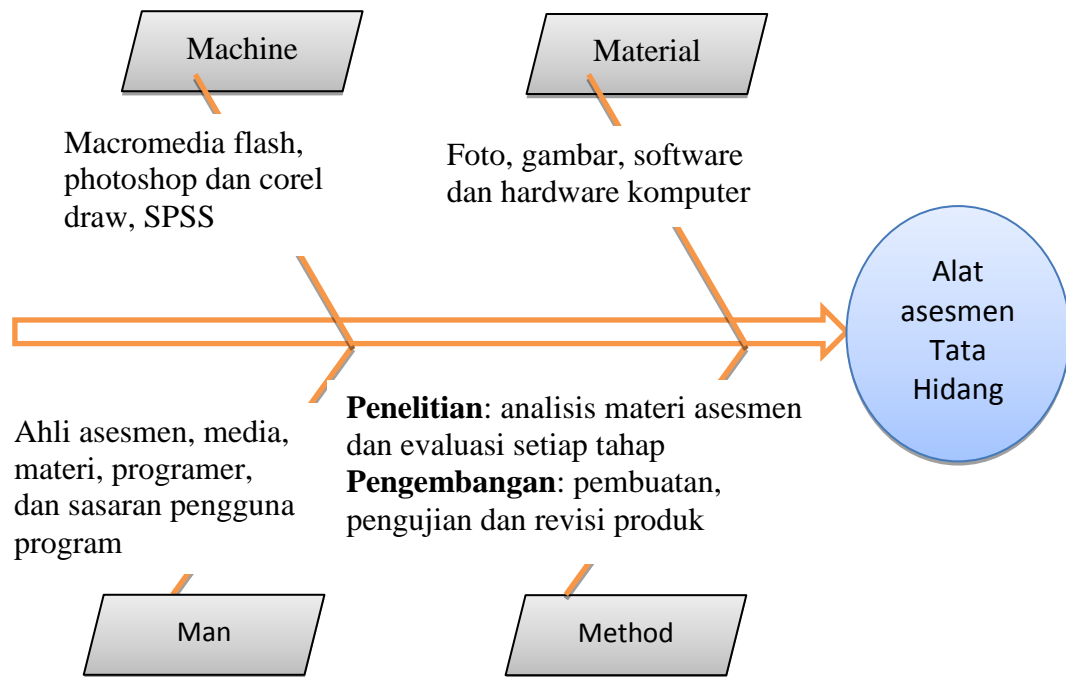 Machine
Material
Macromedia flash,
photoshop dan corel
draw, SPSS
Foto, gambar, software
dan hardware komputer
Alat
asesmen
Tata
Hidang
Ahli asesmen, media,
materi, programer,
dan sasaran pengguna
program
Penelitian: analisis materi asesmen
dan evaluasi setiap tahap
Pengembangan: pembuatan,
pengujian dan revisi produk
Man
Method